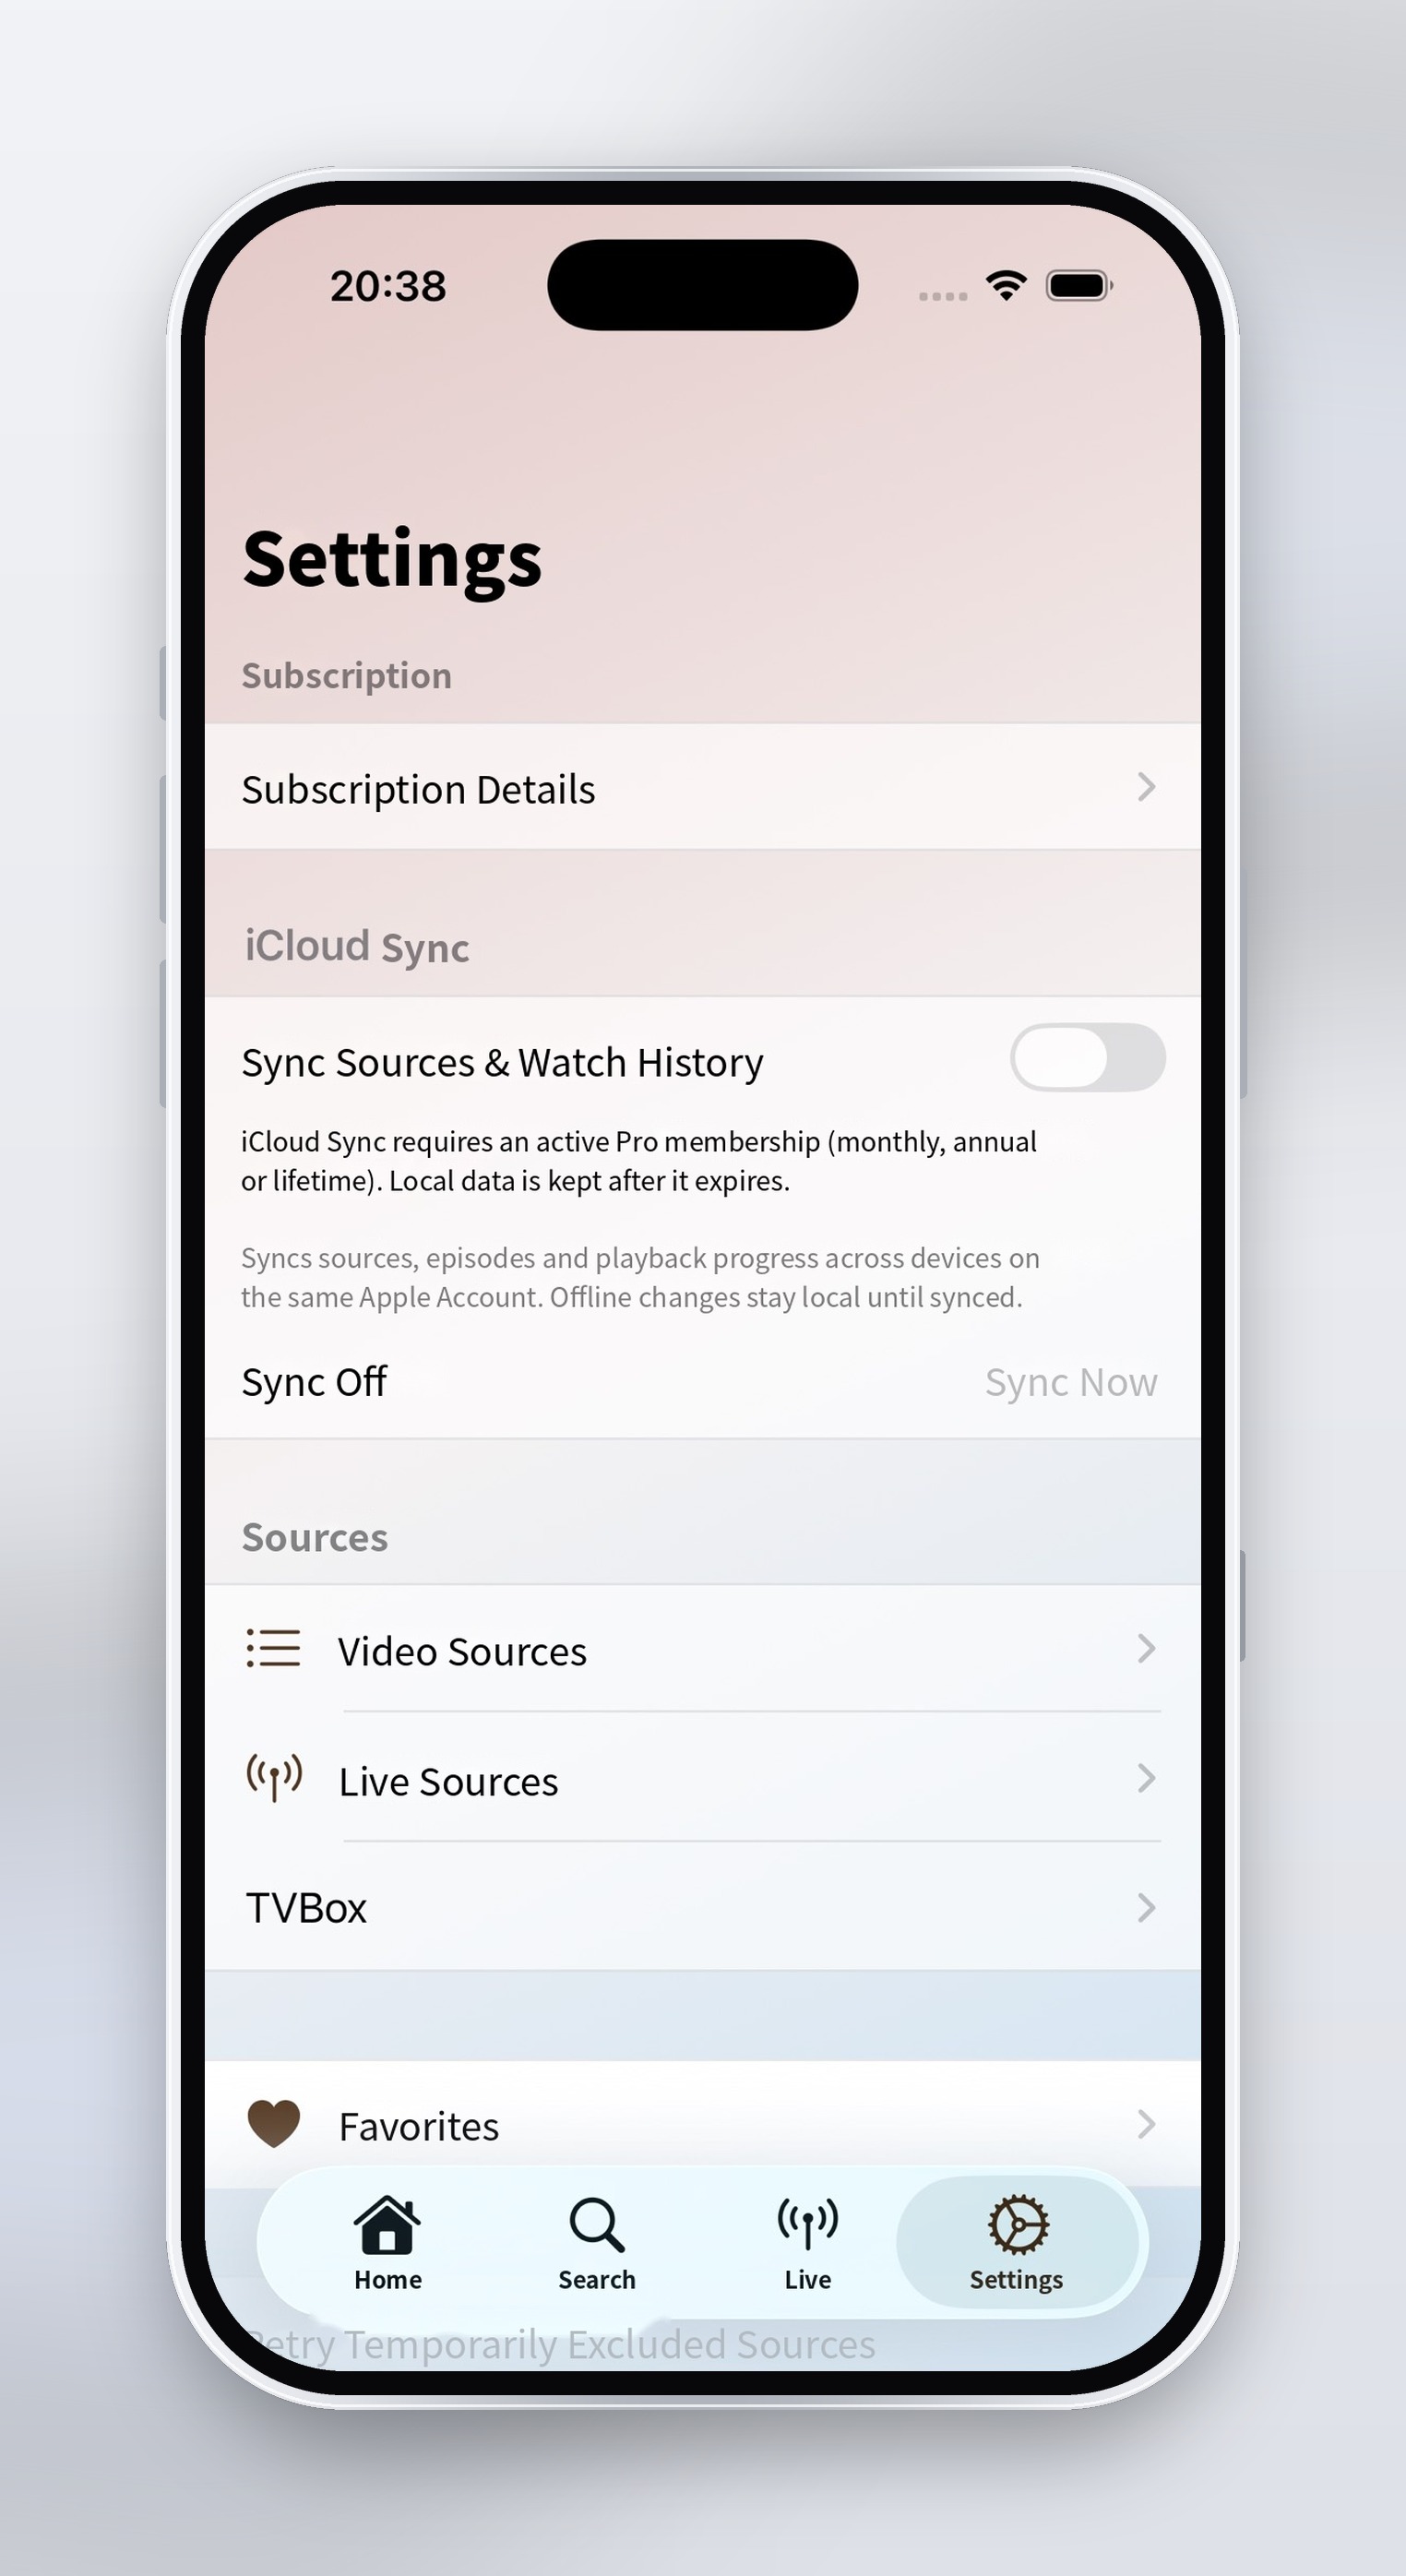 20:38
Settings
Subscription
Subscription Details
iCloud Sync
Sync Sources & Watch History
iCloud Sync requires an active Pro membership (monthly, annual
or lifetime). Local data is kept after it expires.
Syncs sources, episodes and playback progress across devices on
the same Apple Account. Offline changes stay local until synced.
Sync Off Sync Now
Sources
Video Sources
Live Sources
TVBox
Favorites
Home Search Live Settings
Retry Temporarily Excluded Sources